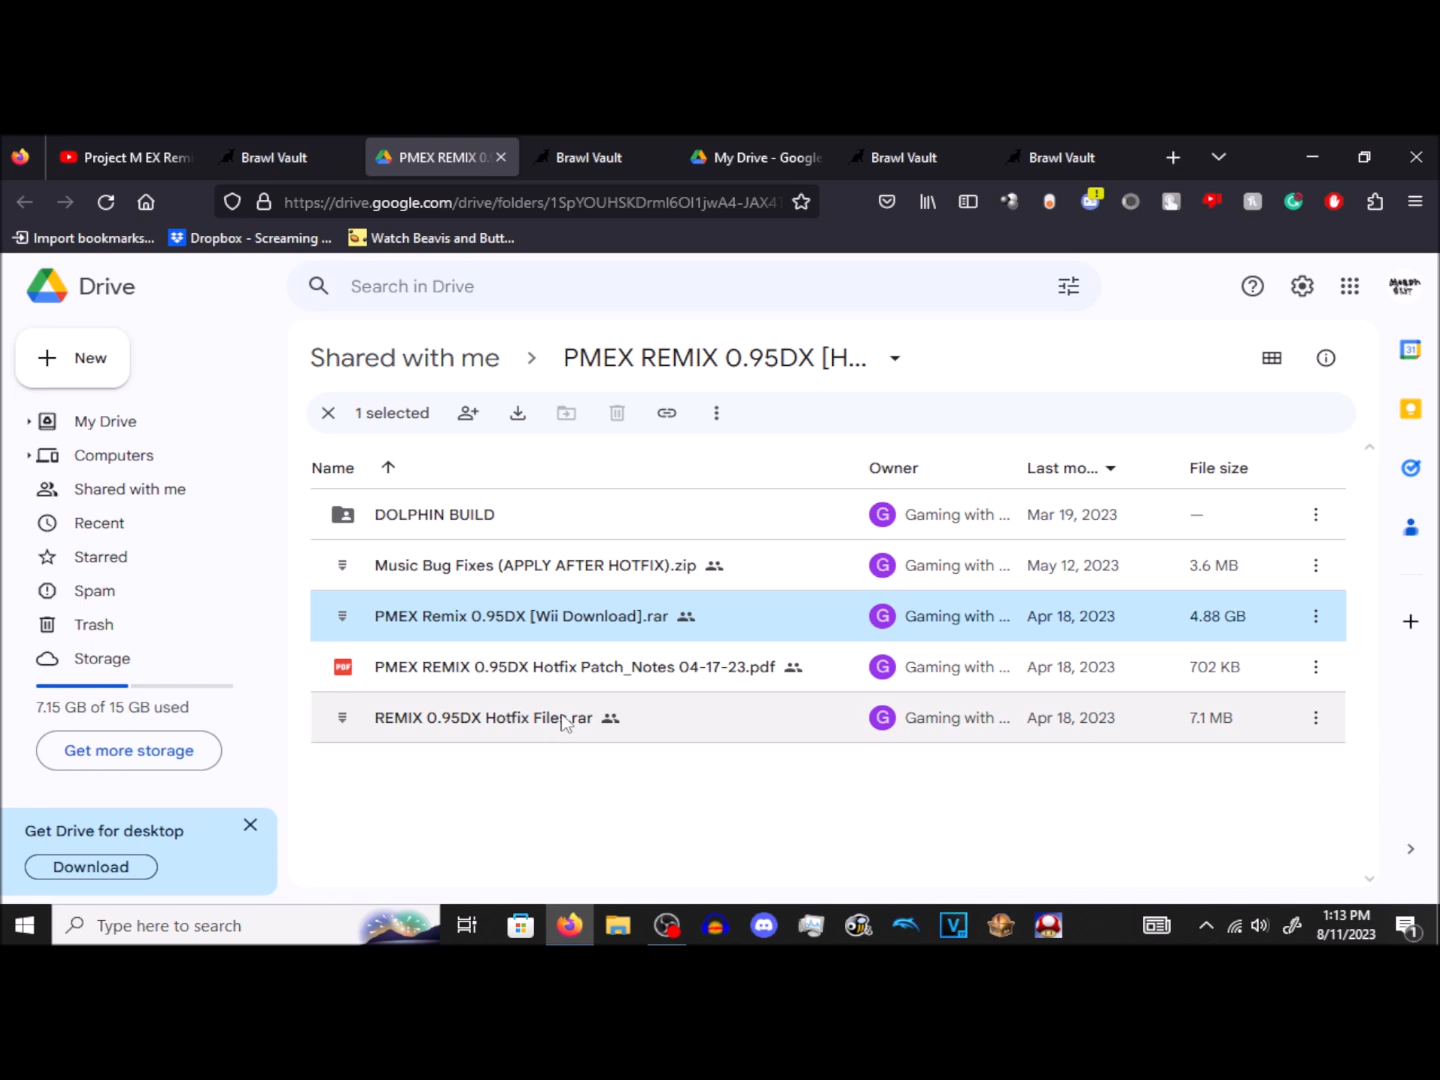 Project M EX Rem
Brawl Vault
PMEX REMIX 0.
Brawl Vault
My Drive - Google
Brawl Vault
Brawl Vault
https://drive.google.com/drive/folders/1SpYOUHSKDrml6OI1jwA4-JAX4
Import bookmarks...
Dropbox - Screaming ...
Watch Beavis and Butt...
Drive
Search in Drive
New
Shared with me > PMEX REMIX 0.95DX [H...
1 selected
My Drive
Computers
Shared with me
Recent
Starred
Spam
Trash
Storage
7.15 GB of 15 GB used
Get more storage
Get Drive for desktop
Download
Name
Owner
Last mo...
File size
DOLPHIN BUILD
G Gaming with ...
Mar 19, 2023
—
Music Bug Fixes (APPLY AFTER HOTFIX).zip
G Gaming with ...
May 12, 2023
3.6 MB
PMEX Remix 0.95DX [Wii Download].rar
G Gaming with ...
Apr 18, 2023
4.88 GB
PDF
PMEX REMIX 0.95DX Hotfix Patch_Notes 04-17-23.pdf
G Gaming with ...
Apr 18, 2023
702 KB
REMIX 0.95DX Hotfix Files.rar
G Gaming with ...
Apr 18, 2023
7.1 MB
31
Type here to search
V
1:13 PM
8/11/2023
1